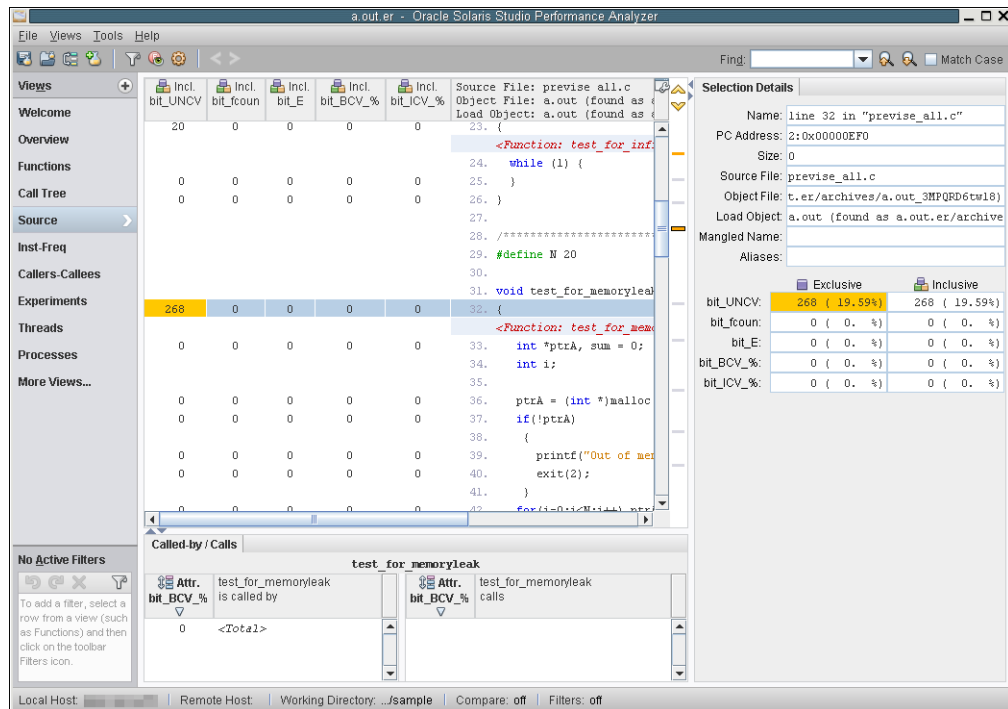 a.out.er - Oracle Solaris Studio Performance Analyzer
File Views Tools Help
Find: Match Case
Views
Welcome
Overview
Functions
Call Tree
Source
Inst-Freq
Callers-Callees
Experiments
Threads
Processes
More Views...
No Active Filters
To add a filter, select a
row from a view (such
as Functions) and then
click on the toolbar
Filters icon.
Incl. Incl. Incl. Incl. Incl. Source File: previse_all.c
bit_UNCV bit_fcoun bit_E bit_BCV_% bit_ICV_% Object File: a.out (found as
Load Object: a.out (found as
20 0 0 0 0 23. {
<Function: test_for_inf
24. while (1) {
0 0 0 0 0 25. }
0 0 0 0 0 26. }
27.
28. /***********************
29. #define N 20
30.
31. void test_for_memoryleak
268 0 0 0 0 32. {
<Function: test_for_memo
0 0 0 0 0 33. int *ptrA, sum = 0;
34. int i;
35.
0 0 0 0 0 36. ptrA = (int *)malloc
0 0 0 0 0 37. if(!ptrA)
38. {
0 0 0 0 0 39. printf("Out of mem
0 0 0 0 0 40. exit(2);
41. }
0 0 0 0 0 42. for(i=0;i<N;i++) ptr
Called-by / Calls
test_for_memoryleak
Attr. test_for_memoryleak
bit_BCV_% is called by
0 <Total>
Attr. test_for_memoryleak
bit_BCV_% calls
Selection Details
Name: line 32 in "previse_all.c"
PC Address: 2:0x00000EF0
Size: 0
Source File: previse_all.c
Object File: t.er/archives/a.out_3MPQRD6twl8)
Load Object: a.out (found as a.out.er/archive
Mangled Name:
Aliases:
Exclusive Inclusive
bit_UNCV: 268 ( 19.59%) 268 ( 19.59%)
bit_fcoun: 0 ( 0. %) 0 ( 0. %)
bit_E: 0 ( 0. %) 0 ( 0. %)
bit_BCV_%: 0 ( 0. %) 0 ( 0. %)
bit_ICV_%: 0 ( 0. %) 0 ( 0. %)
Local Host: Remote Host: Working Directory: .../sample Compare: off Filters: off